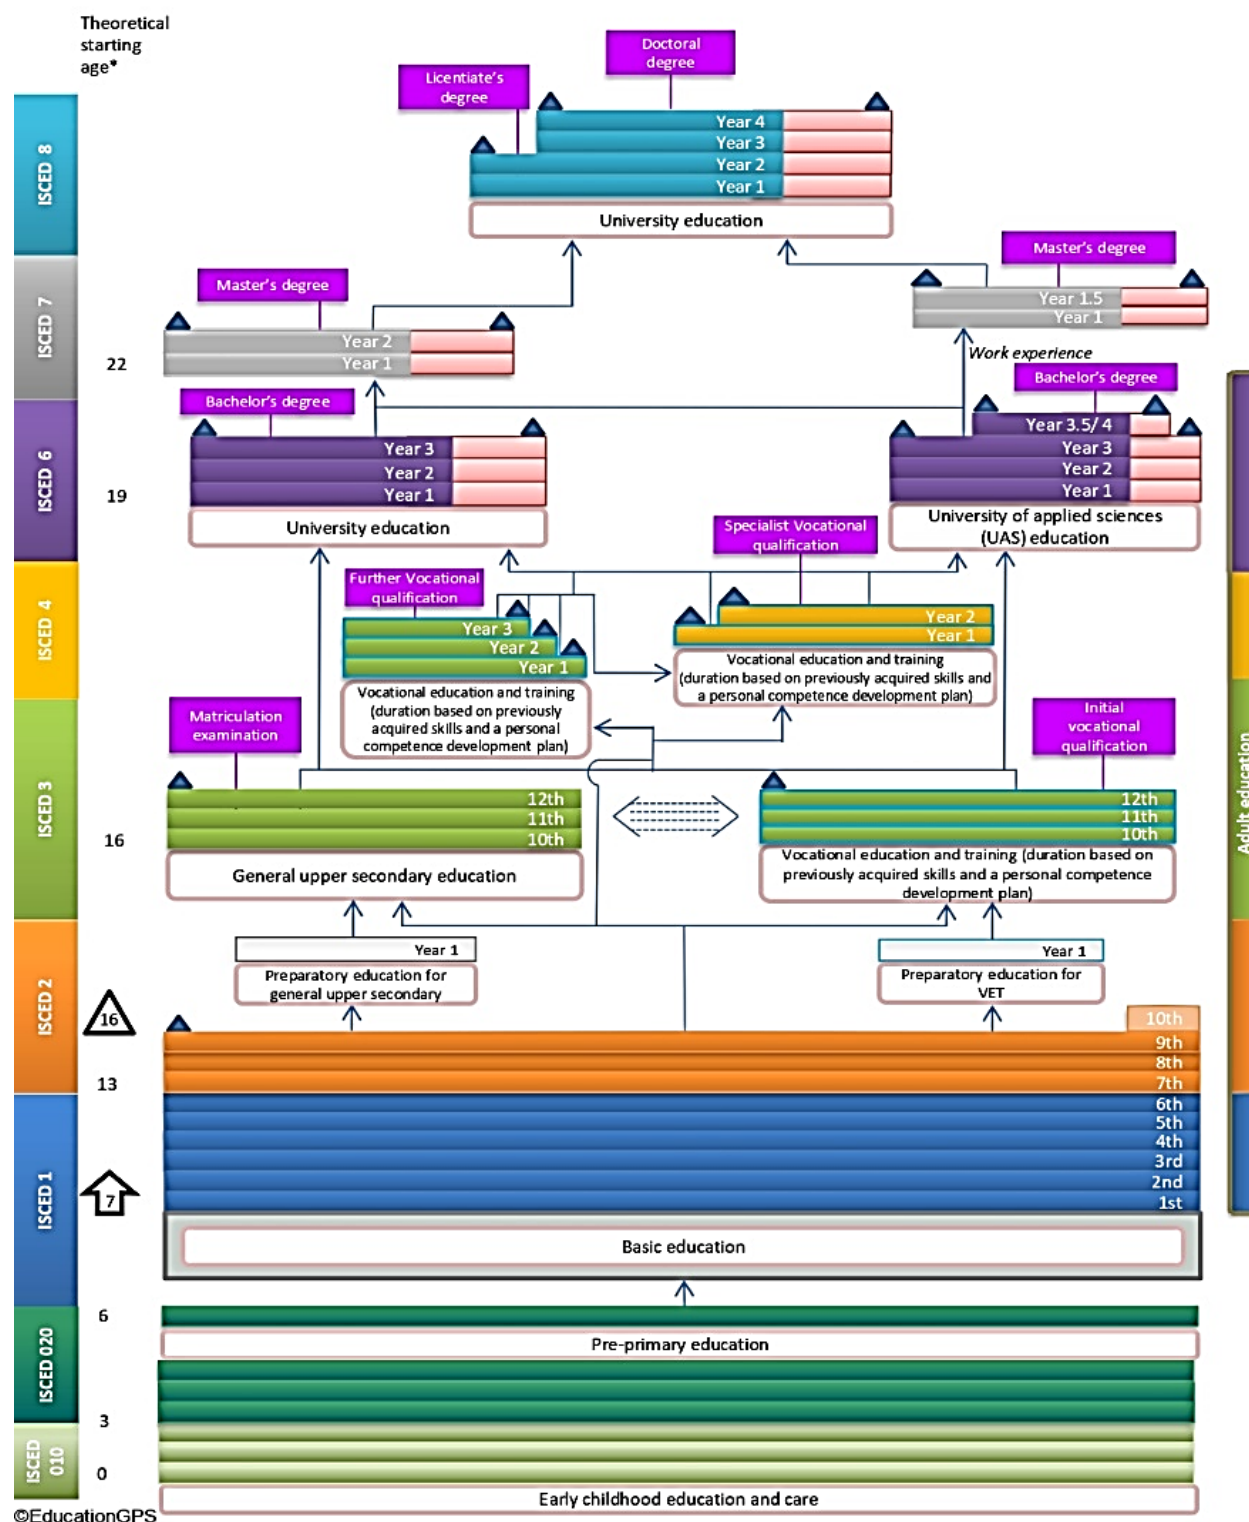 Theoretical
starting
age*
Doctoral
degree
Licentiate's
degree
ISCED 8
Year 4
Year 3
Year 2
Year 1
University education
Master's degree
Master's degree
ISCED 7
Year 2
Year 1
Year 1.5
Year 1
22
Work experience
Bachelor's degree
Bachelor's degree
ISCED 6
Year 3
Year 2
Year 1
Year 3.5/ 4
Year 3
Year 2
Year 1
19
University education
University of applied sciences
(UAS) education
Specialist Vocational
qualification
Further Vocational
qualification
ISCED 4
Year 3
Year 2
Year 1
Year 2
Year 1
Vocational education and training
(duration based on previously acquired skills and
a personal competence development plan)
Vocational education and training
(duration based on previously
acquired skills and a personal
competence development plan)
Matriculation
examination
Initial
vocational
qualification
ISCED 3
12th
11th
10th
12th
11th
10th
16
General upper secondary education
Vocational education and training (duration based on
previously acquired skills and a personal competence
development plan)
Adult education
ISCED 2
Year 1
Preparatory education for
general upper secondary
Year 1
Preparatory education for
VET
16
10th
9th
8th
7th
13
6th
5th
4th
3rd
2nd
1st
ISCED 1
7
Basic education
6
ISCED 020
Pre-primary education
3
ISCED
010
0
Early childhood education and care
©EducationGPS